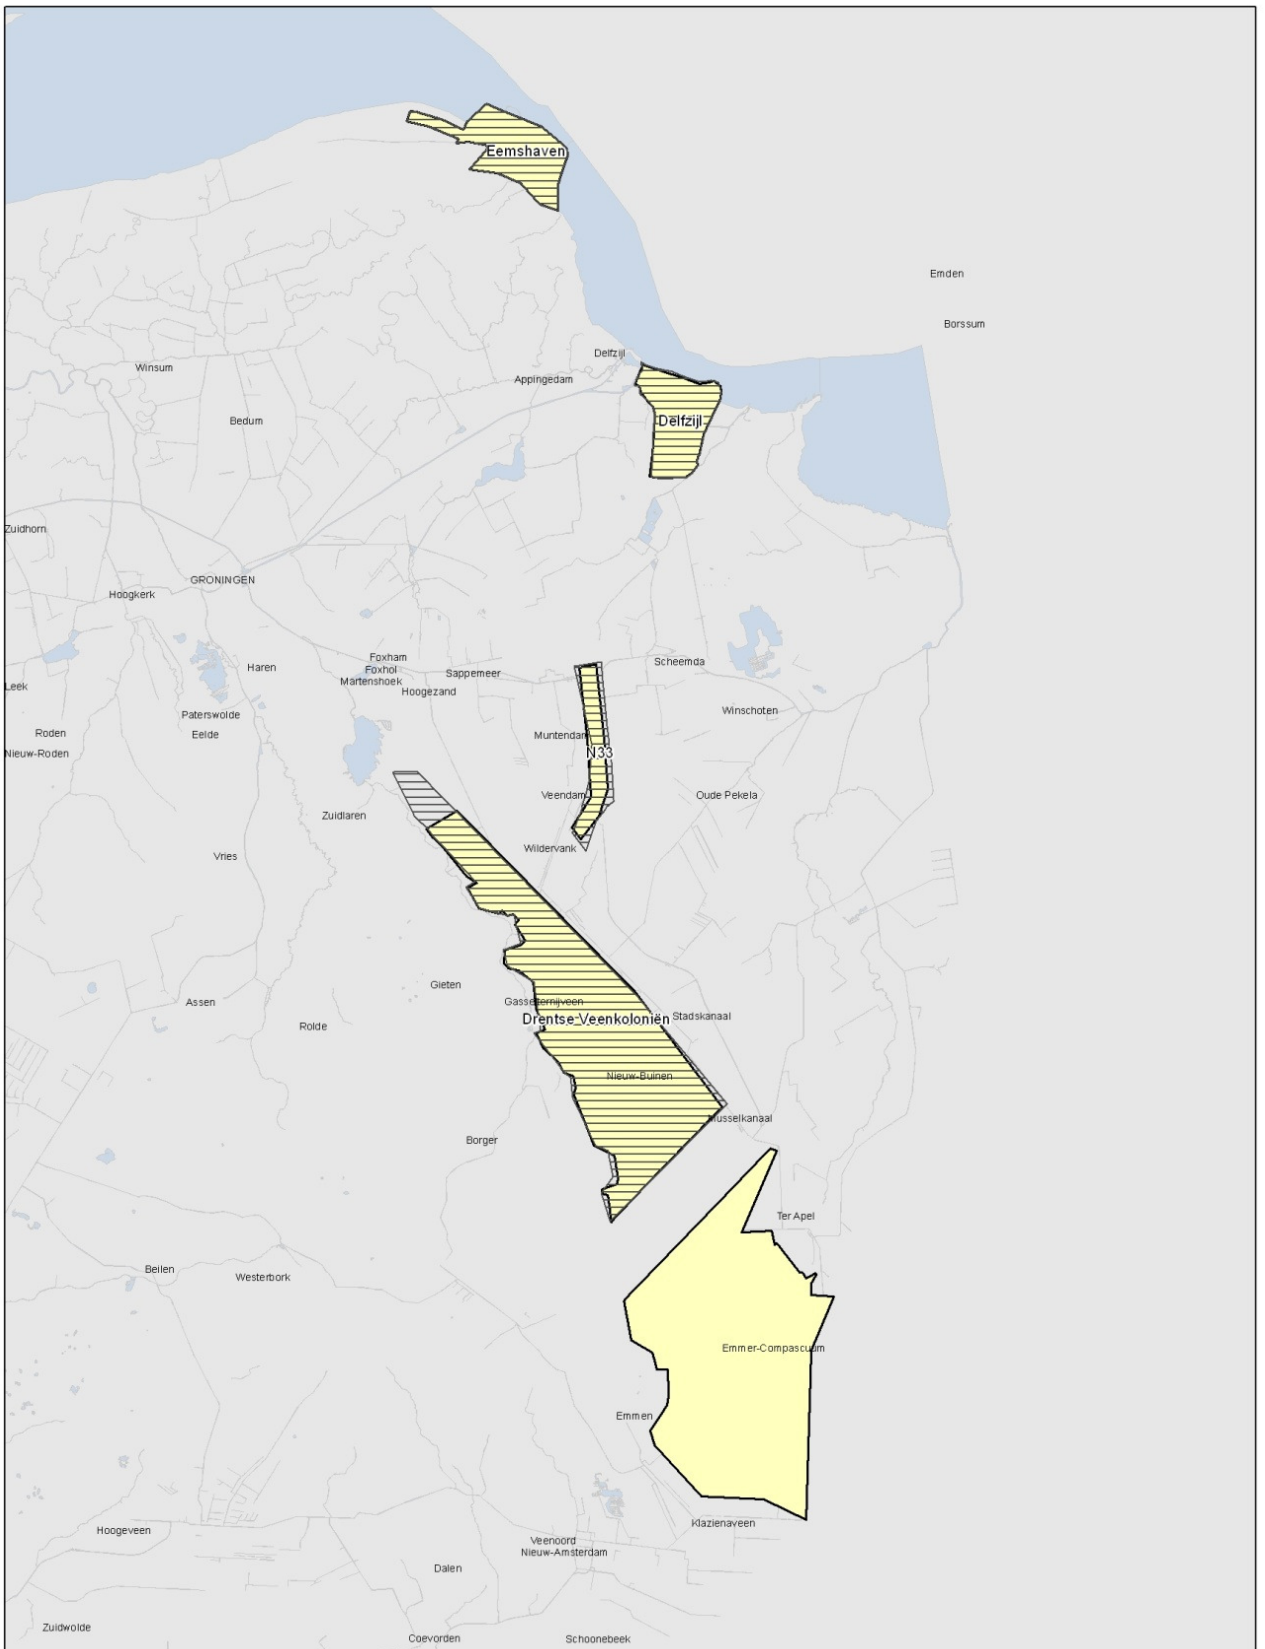 Eemshaven
Emden
Borssum
Delfzijl
Winsum
Appingedam
Bedum
Delfzijl
Zuidhorn
GRONINGEN
Hoogkerk
Foxham
Haren
Foxhol
Scheemda
Sappemeer
Martenshoek
Leek
Hoogezand
Paterswolde
Winschoten
Roden
Eelde
Muntendam
Nieuw-Roden
N33
Veendam
Oude Pekela
Zuidlaren
Wildervank
Vries
Gieten
Assen
Gasselternijveen
Stadskanaal
Drentse Veenkoloniën
Rolde
Nieuw-Buinen
Musselkanaal
Borger
Ter Apel
Beilen
Westerbork
Emmer-Compascuum
Emmen
Klazienaveen
Hoogeveen
Veenoord
Nieuw-Amsterdam
Dalen
Zuidwolde
Coevorden
Schoonebeek